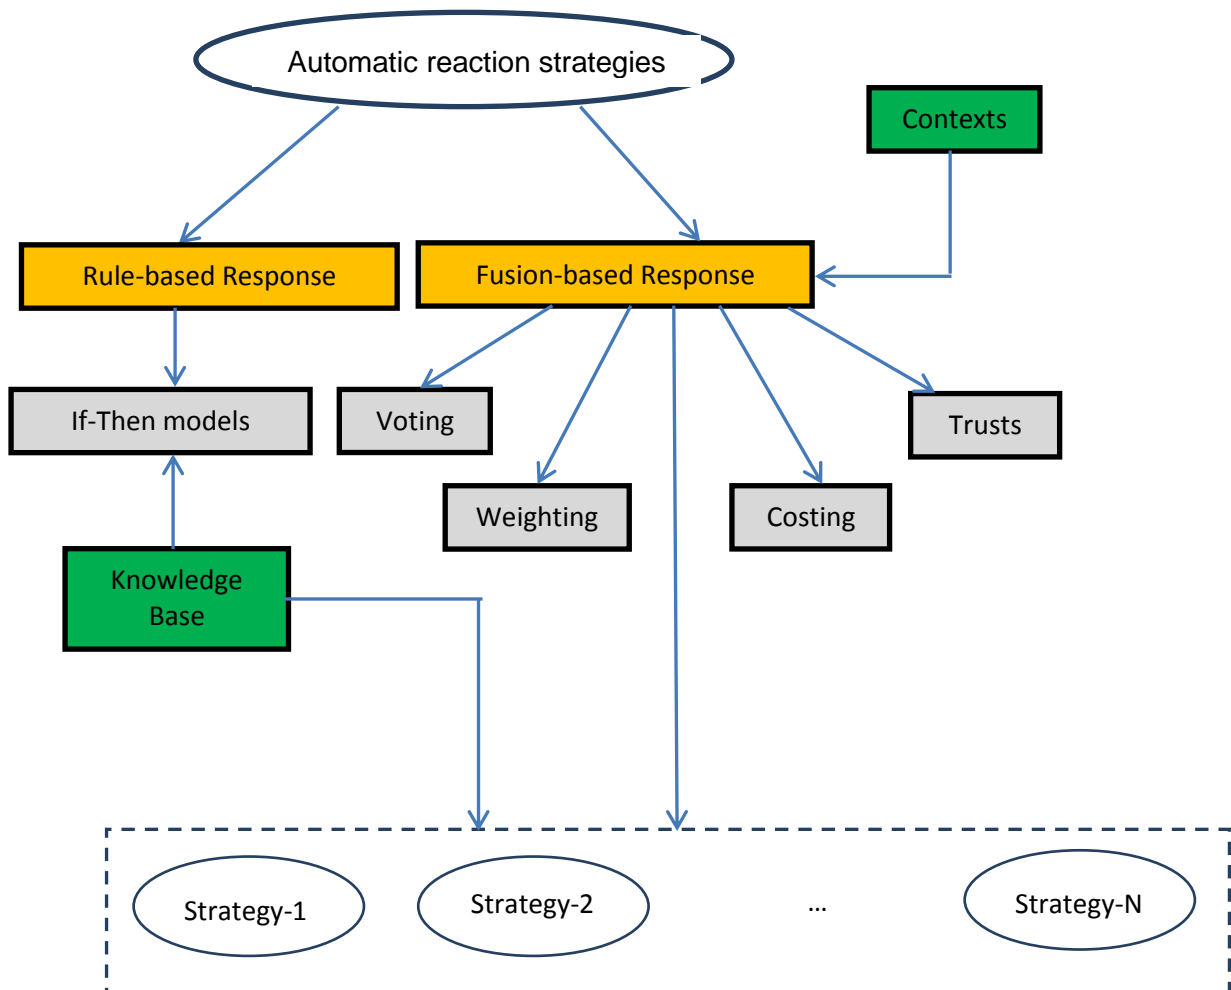 Automatic reaction strategies
Contexts
Rule-based Response
Fusion-based Response
If-Then models
Voting
Trusts
Weighting
Costing
Knowledge
Base
Strategy-1
Strategy-2
...
Strategy-N